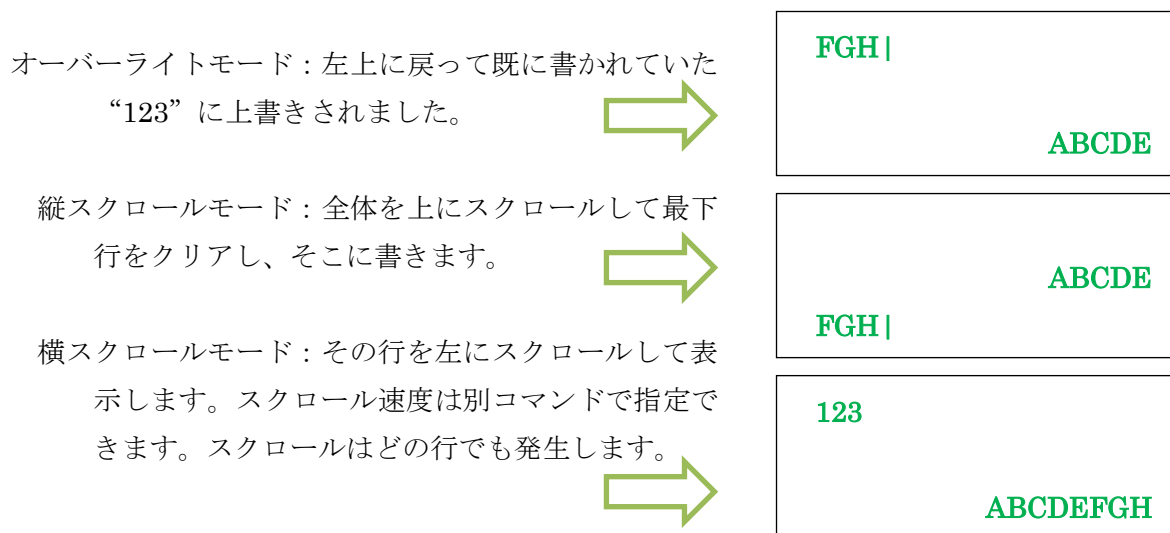 オーバーライトモード：左上に戻って既に書かれていた
“123”に上書きされました。
FGH|
ABCDE
縦スクロールモード：全体を上にスクロールして最下
行をクリアし、そこに書きます。
ABCDE
FGH|
横スクロールモード：その行を左にスクロールして表
示します。スクロール速度は別コマンドで指定で
きます。スクロールはどの行でも発生します。
123
ABCDEFGH